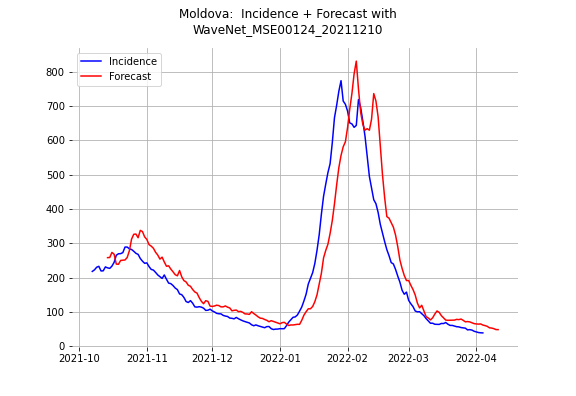 Moldova:  Incidence + Forecast with
WaveNet_MSE00124_20211210
Incidence
Forecast
800
700
600
500
400
300
200
100
0
2021-10 2021-11 2021-12 2022-01 2022-02 2022-03 2022-04